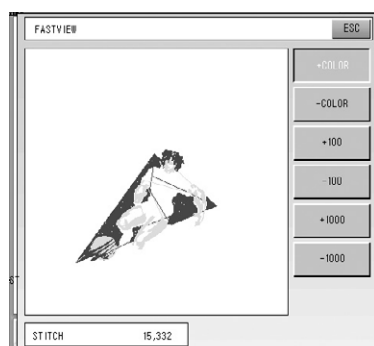 FASTVIEW
ESC
+COLOR
-COLOR
+100
-100
+1000
-1000
STITCH 15,332